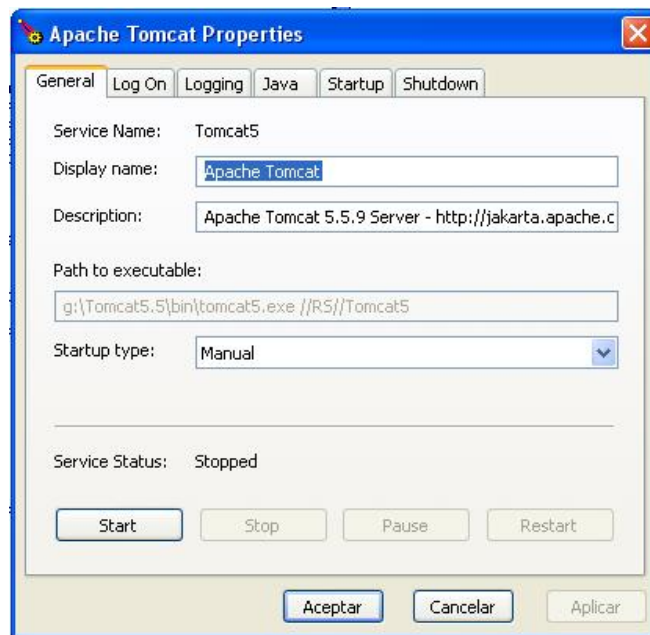 Apache Tomcat Properties
General Log On Logging Java Startup Shutdown
Service Name: Tomcat5
Display name: Apache Tomcat
Description: Apache Tomcat 5.5.9 Server - http://jakarta.apache.c
Path to executable:
g:\Tomcat5.5\bin\tomcat5.exe //RS//Tomcat5
Startup type: Manual
Service Status: Stopped
Start Stop Pause Restart
Aceptar Cancelar Aplicar